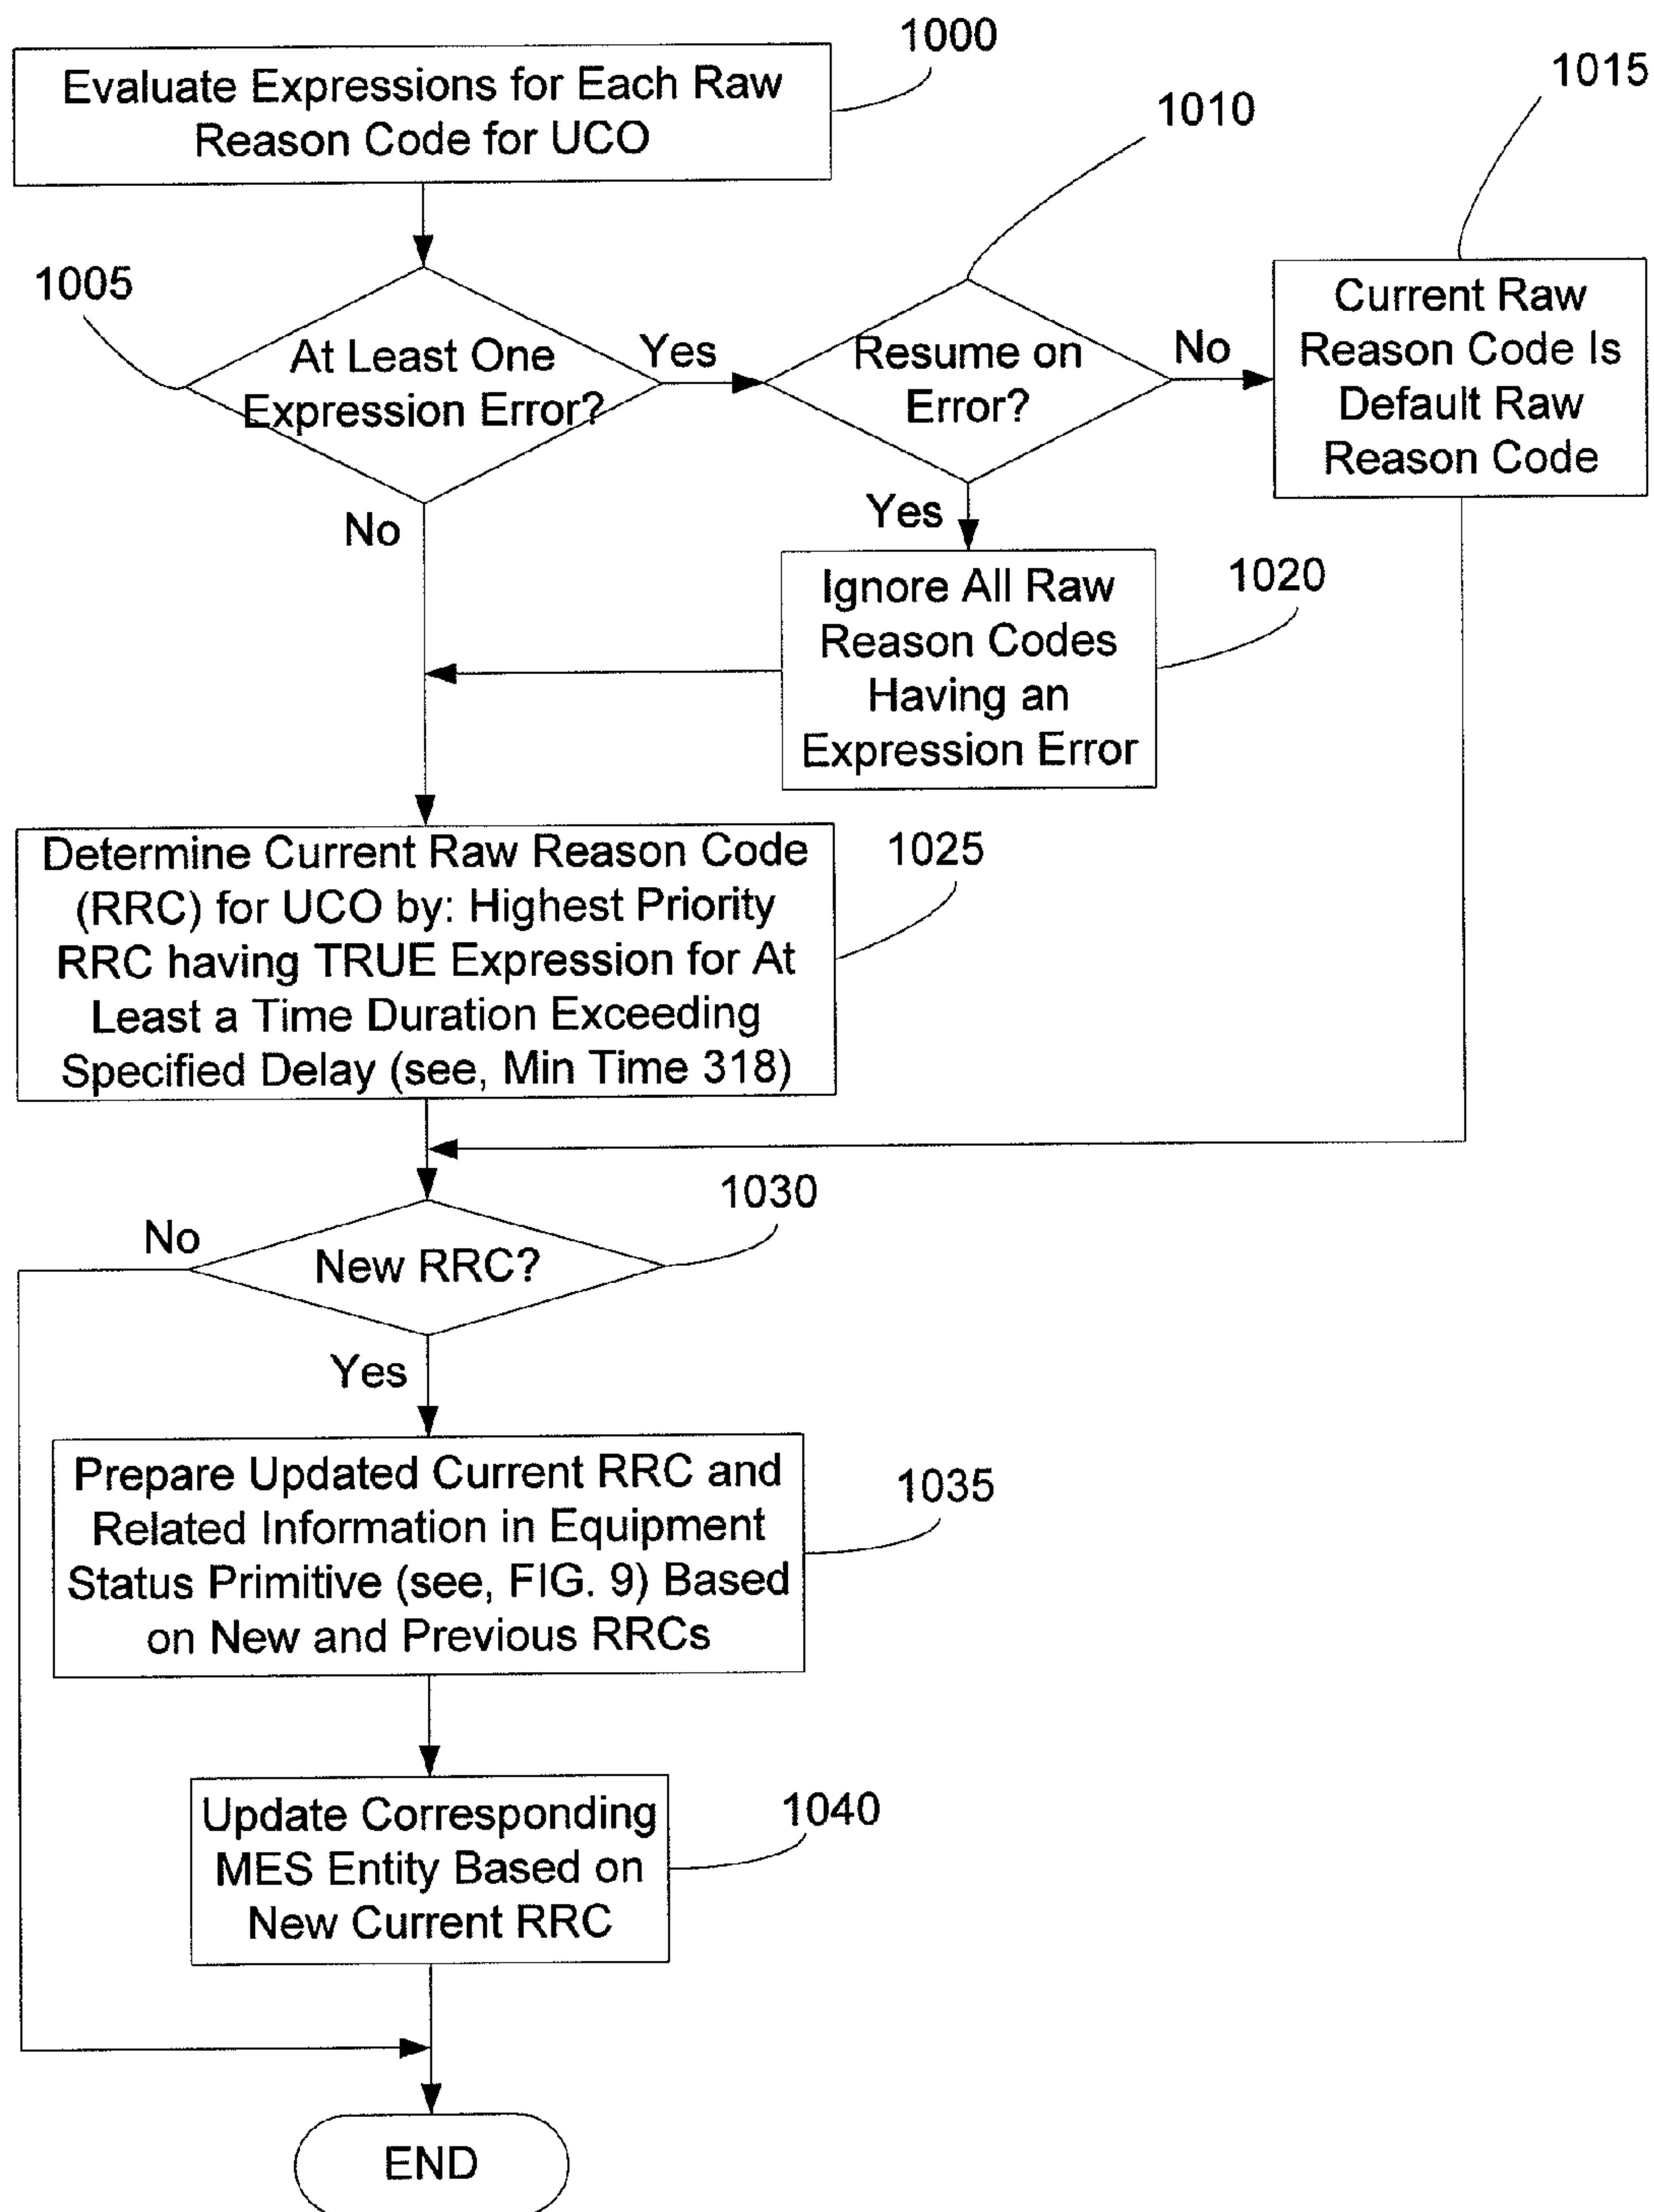 1000
Evaluate Expressions for Each Raw
Reason Code for UCO
1015
1010
1005
At Least One
Expression Error?
Yes
Resume on
Error?
No
Current Raw
Reason Code Is
Default Raw
Reason Code
No
Yes
Ignore All Raw
Reason Codes
Having an
Expression Error
1020
Determine Current Raw Reason Code
(RRC) for UCO by: Highest Priority
RRC having TRUE Expression for At
Least a Time Duration Exceeding
Specified Delay (see, Min Time 318)
1025
1030
No
New RRC?
Yes
Prepare Updated Current RRC and
Related Information in Equipment
Status Primitive (see, FIG. 9) Based
on New and Previous RRCs
1035
Update Corresponding
MES Entity Based on
New Current RRC
1040
END